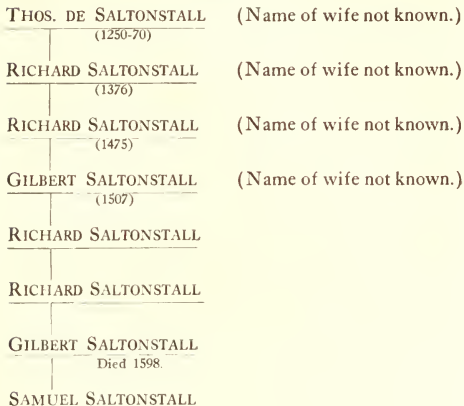 THOS. DE SALTONSTALL (Name of wife not known.)
(1250-70)
RICHARD SALTONSTALL (Name of wife not known.)
(1376)
RICHARD SALTONSTALL (Name of wife not known.)
(1475)
GILBERT SALTONSTALL (Name of wife not known.)
(1507)
RICHARD SALTONSTALL
RICHARD SALTONSTALL
GILBERT SALTONSTALL
Died 1598.
SAMUEL SALTONSTALL